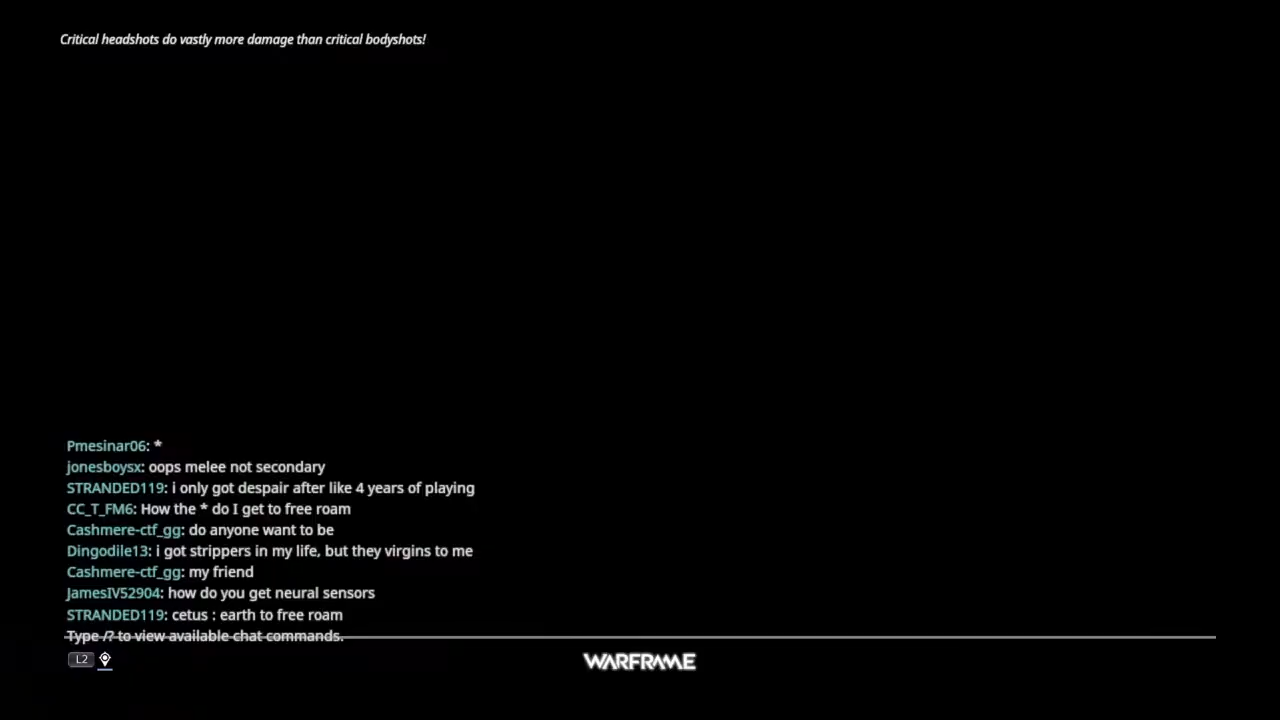 Critical headshots do vastly more damage than critical bodyshots!
Pmesinar06: *
jonesboysx: oops melee not secondary
STRANDED119: i only got despair after like 4 years of playing
CC_T_FM6: How the * do I get to free roam
Cashmere-ctf_gg: do anyone want to be
Dingodile13: i got strippers in my life, but they virgins to me
Cashmere-ctf_gg: my friend
JamesIV52904: how do you get neural sensors
STRANDED119: cetus : earth to free roam
Type /? to view available chat commands.
L2
WARFRAME